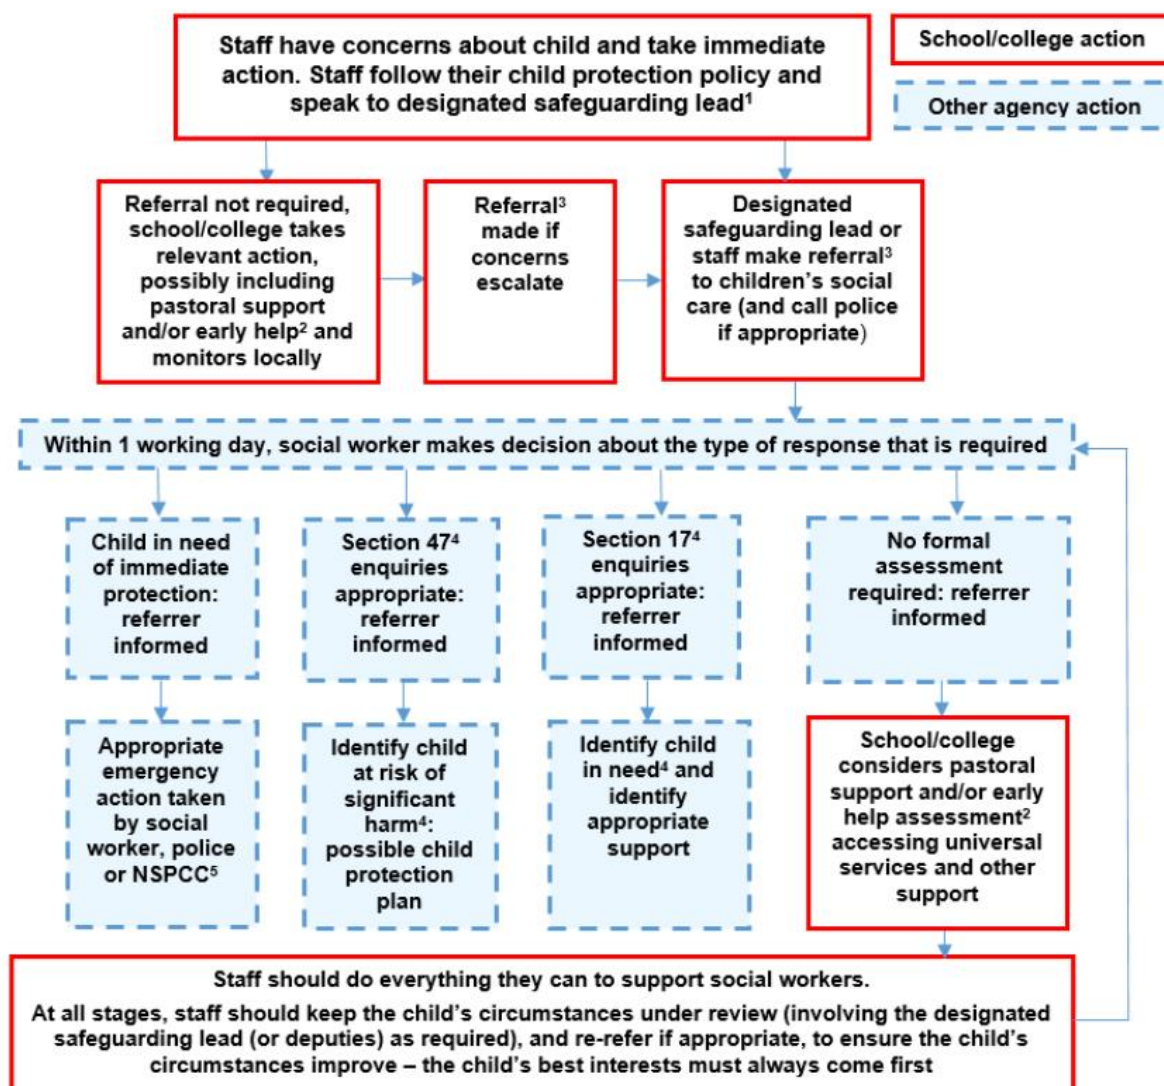 Staff have concerns about child and take immediate
action. Staff follow their child protection policy and
speak to designated safeguarding lead¹
School/college action
Other agency action
Referral not required,
school/college takes
relevant action,
possibly including
pastoral support
and/or early help² and
monitors locally
Referral³
made if
concerns
escalate
Designated
safeguarding lead or
staff make referral³
to children’s social
care (and call police
if appropriate)
Within 1 working day, social worker makes decision about the type of response that is required
Child in need
of immediate
protection:
referrer
informed
Section 47⁴
enquiries
appropriate:
referrer
informed
Section 17⁴
enquiries
appropriate:
referrer
informed
No formal
assessment
required: referrer
informed
Appropriate
emergency
action taken
by social
worker, police
or NSPCC⁵
Identify child
at risk of
significant
harm⁴:
possible child
protection
plan
Identify child
in need⁴ and
identify
appropriate
support
School/college
considers pastoral
support and/or early
help assessment²
accessing universal
services and other
support
Staff should do everything they can to support social workers.
At all stages, staff should keep the child’s circumstances under review (involving the designated
safeguarding lead (or deputies) as required), and re-refer if appropriate, to ensure the child’s
circumstances improve – the child’s best interests must always come first